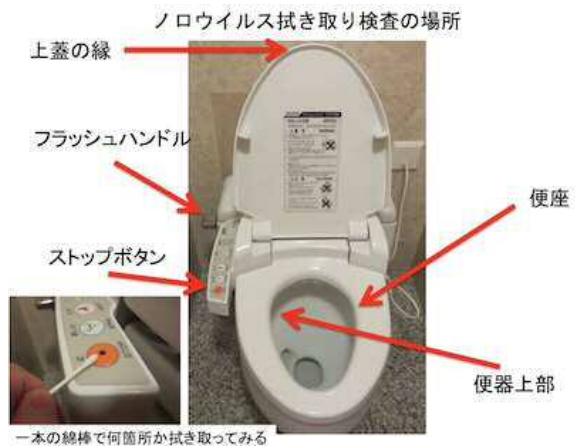 ノロウイルス拭き取り検査の場所
上蓋の縁
フラッシュハンドル
便座
ストップボタン
便器上部
一本の綿棒で何箇所か拭き取ってみる